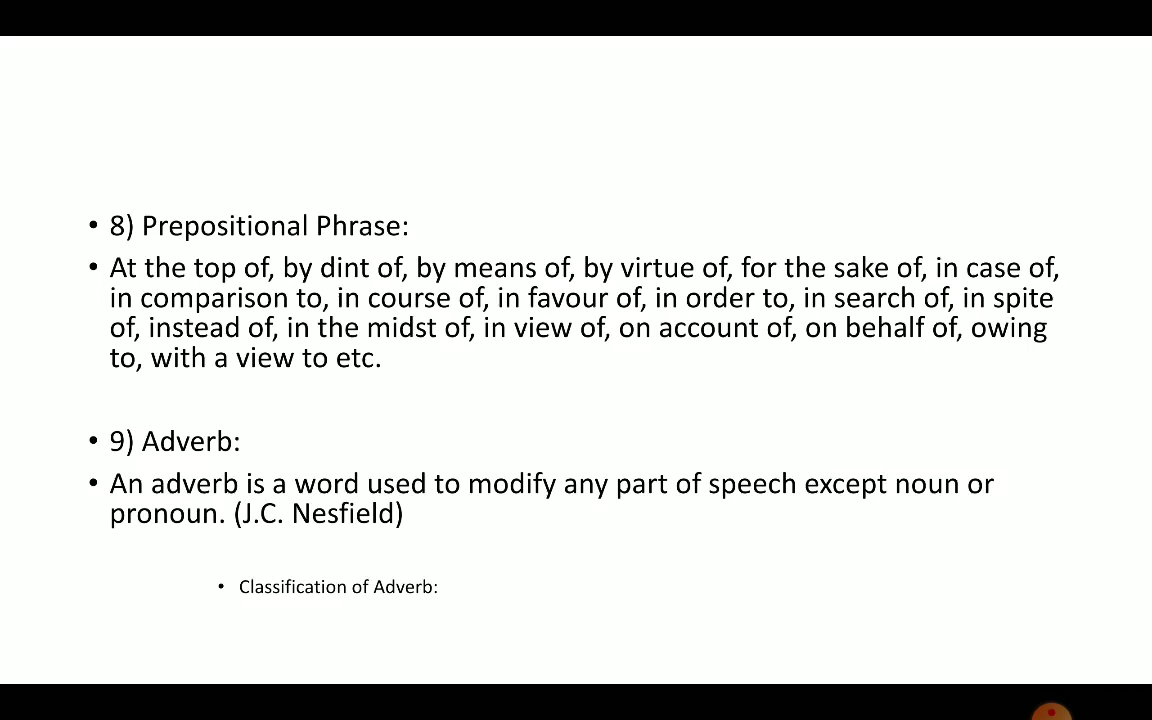 • 8) Prepositional Phrase:
• At the top of, by dint of, by means of, by virtue of, for the sake of, in case of,
in comparison to, in course of, in favour of, in order to, in search of, in spite
of, instead of, in the midst of, in view of, on account of, on behalf of, owing
to, with a view to etc.
• 9) Adverb:
• An adverb is a word used to modify any part of speech except noun or
pronoun. (J.C. Nesfield)
• Classification of Adverb: